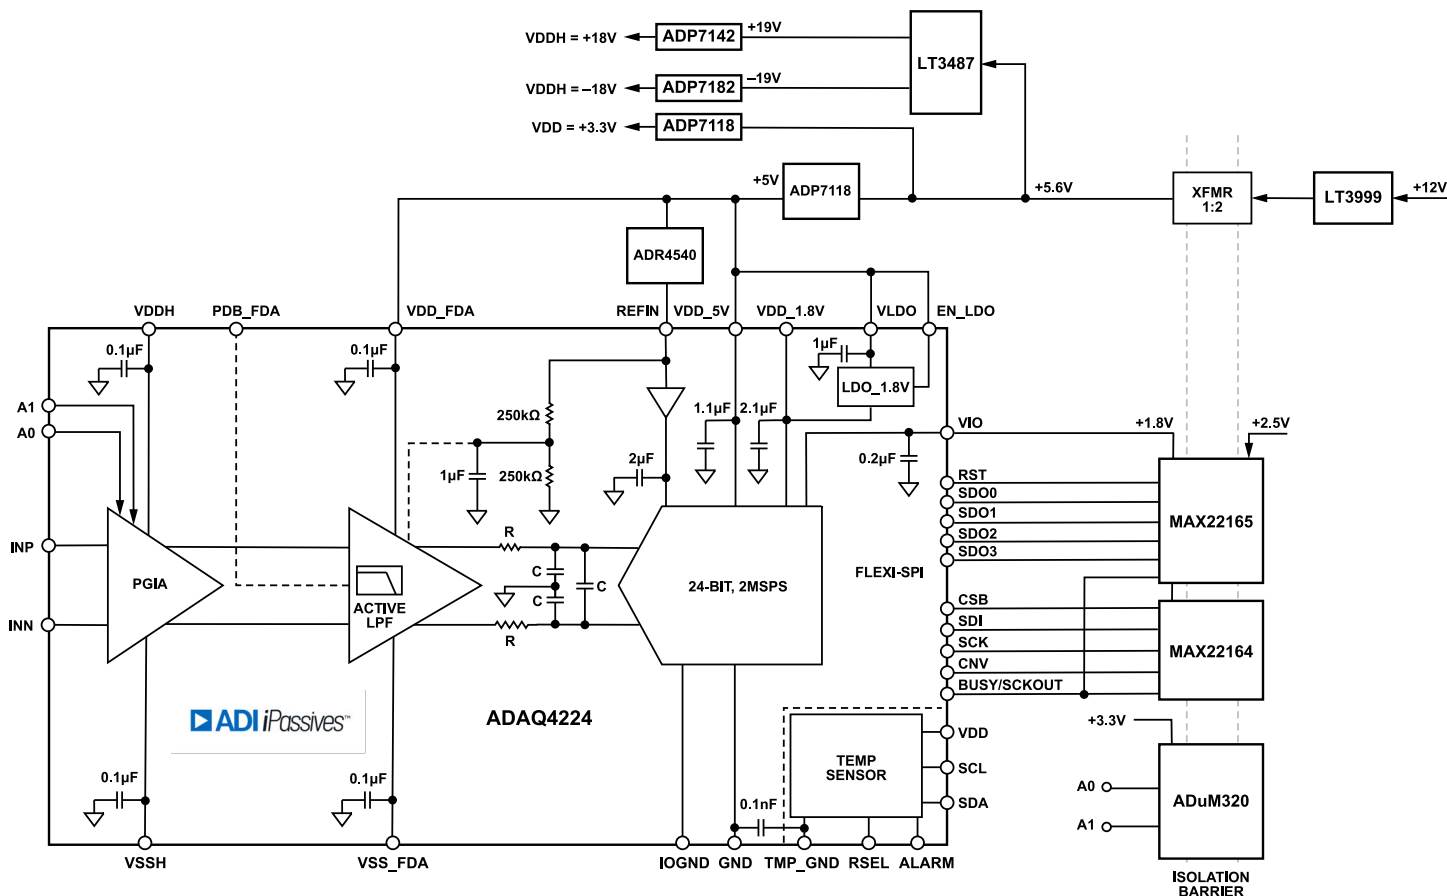 VDDH = +18V
ADP7142
+19V
LT3487
VDDH = –18V
ADP7182
–19V
VDD = +3.3V
ADP7118
+5V
ADP7118
+5.6V
XFMR
1:2
LT3999
+12V
ADR4540
VDDH
PDB_FDA
VDD_FDA
REFIN
VDD_5V
VDD_1.8V
VLDO
EN_LDO
0.1µF
0.1µF
1µF
LDO_1.8V
A1
A0
250kΩ
1.1µF
2.1µF
VIO
+1.8V
+2.5V
1µF
250kΩ
2µF
0.2µF
RST
SDO0
SDO1
SDO2
SDO3
MAX22165
INP
INN
PGIA
ACTIVE
LPF
R
C
C
C
R
24-BIT, 2MSPS
FLEXI-SPI
CSB
SDI
SCK
CNV
BUSY/SCKOUT
MAX22164
ADI iPassives™
ADAQ4224
TEMP
SENSOR
VDD
SCL
SDA
+3.3V
A0
A1
ADuM320
0.1µF
0.1µF
0.1nF
VSSH
VSS_FDA
IOGND
GND
TMP_GND
RSEL
ALARM
ISOLATION
BARRIER